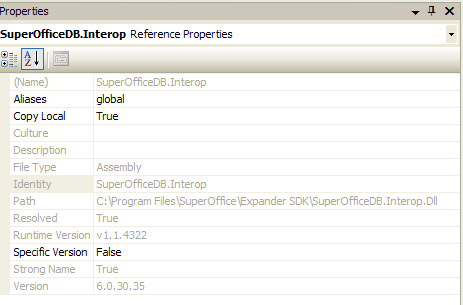 Properties
SuperOfficeDB.Interop Reference Properties
(Name) SuperOfficeDB.Interop
Aliases global
Copy Local True
Culture
Description
File Type Assembly
Identity SuperOfficeDB.Interop
Path C:\Program Files\SuperOffice\Expander SDK\SuperOfficeDB.Interop.Dll
Resolved True
Runtime Version v1.1.4322
Specific Version False
Strong Name True
Version 6.0.30.35